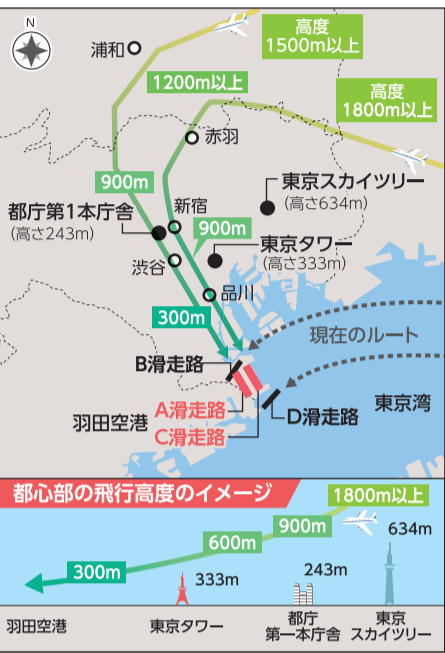 N
高度
1500m以上
浦和
1200m以上
高度
1800m以上
赤羽
900m
東京スカイツリー
(高さ634m)
都庁第1本庁舎
(高さ243m)
新宿
900m
東京タワー
(高さ333m)
渋谷
品川
300m
現在のルート
B滑走路
A滑走路
C滑走路
羽田空港
D滑走路
東京湾
都心部の飛行高度のイメージ
1800m以上
900m
634m
600m
300m
333m
243m
羽田空港
東京タワー
都庁
第一本庁舎
東京
スカイツリー